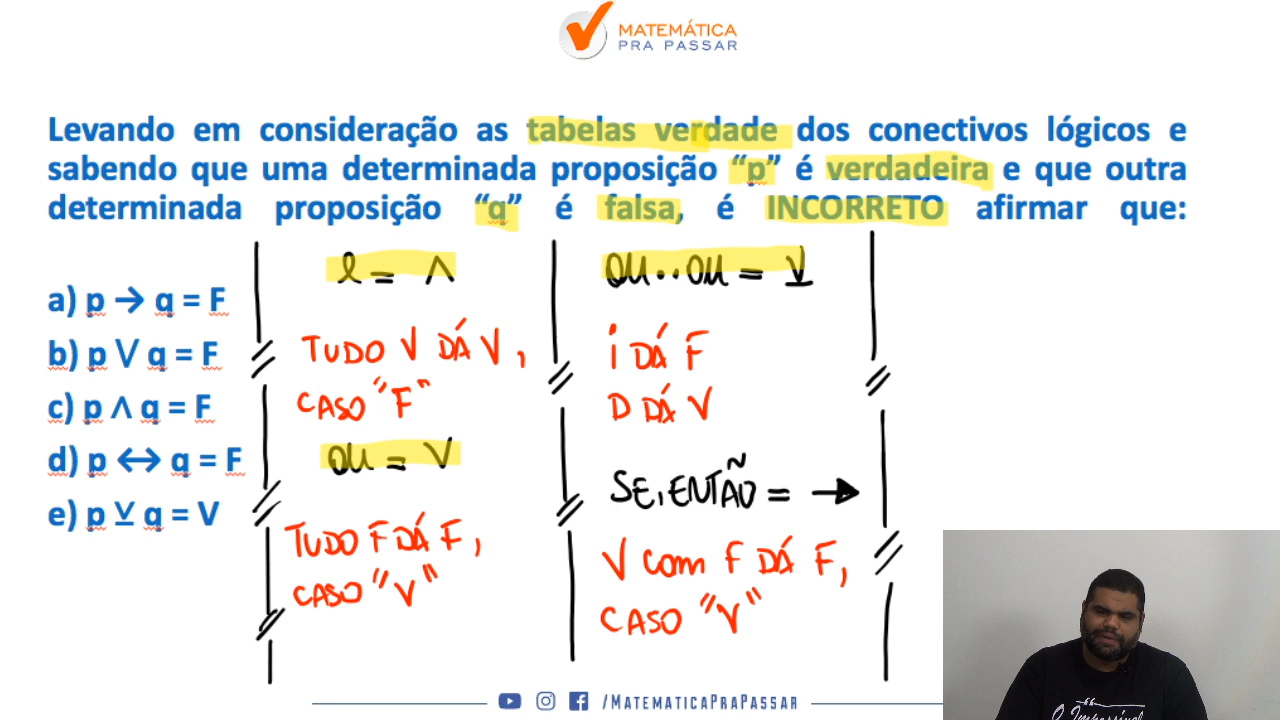 MATEMÁTICA
PRA PASSAR
Levando em consideração as tabelas verdade dos conectivos lógicos e
sabendo que uma determinada proposição “p” é verdadeira e que outra
determinada proposição “q” é falsa, é INCORRETO afirmar que:
a) p → q = F
b) p V q = F
c) p ∧ q = F
d) p ↔ q = F
e) p ⊻ q = V
e = ∧
TUDO V DÁ V,
CASO "F"
OU = V
TUDO F DÁ F,
CASO "V"
OU..OU = ⊻
i DÁ F
D DÁ V
SE,ENTÃO = →
V com F DÁ F,
CASO "V"
/MATEMATICAPRAPASSAR
O Impossível